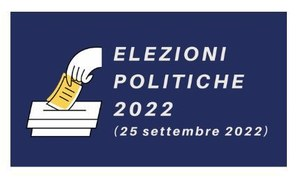 ELEZIONI
POLITICHE
2022
(25 settembre 2022)